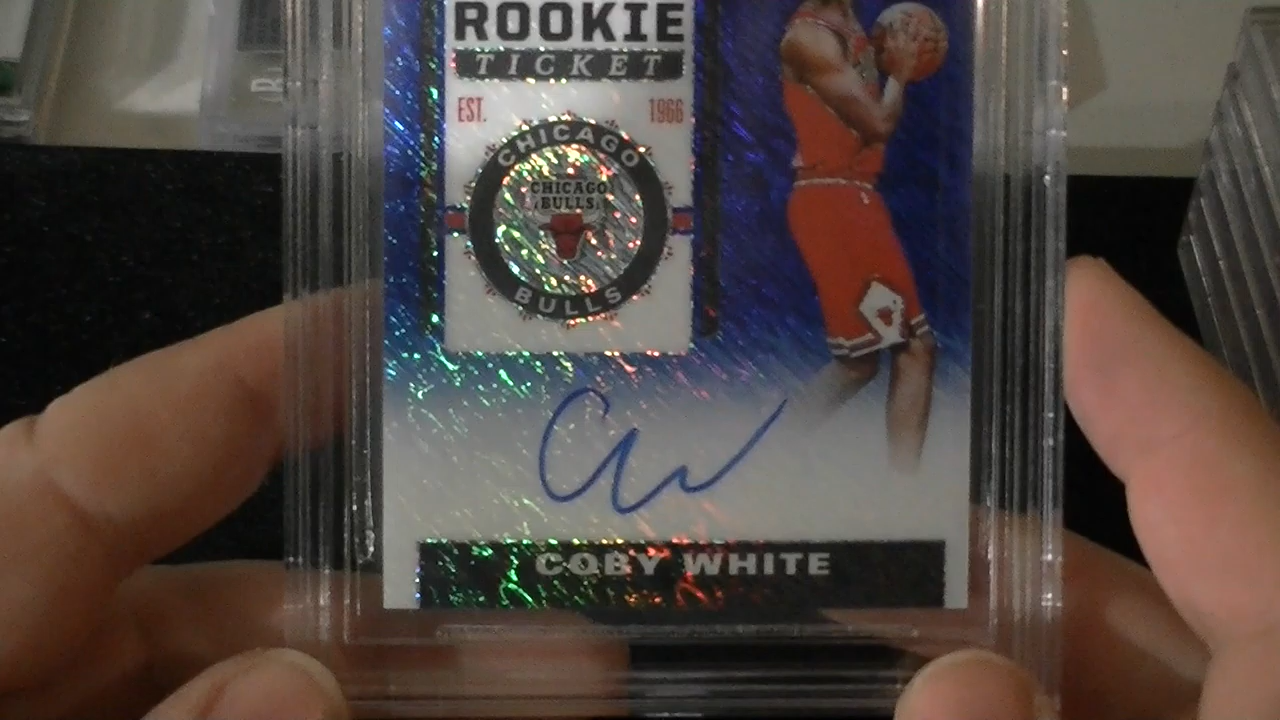 ROOKIE
TICKET
EST. 1966
CHICAGO
CHICAGO
BULLS
BULLS
COBY WHITE